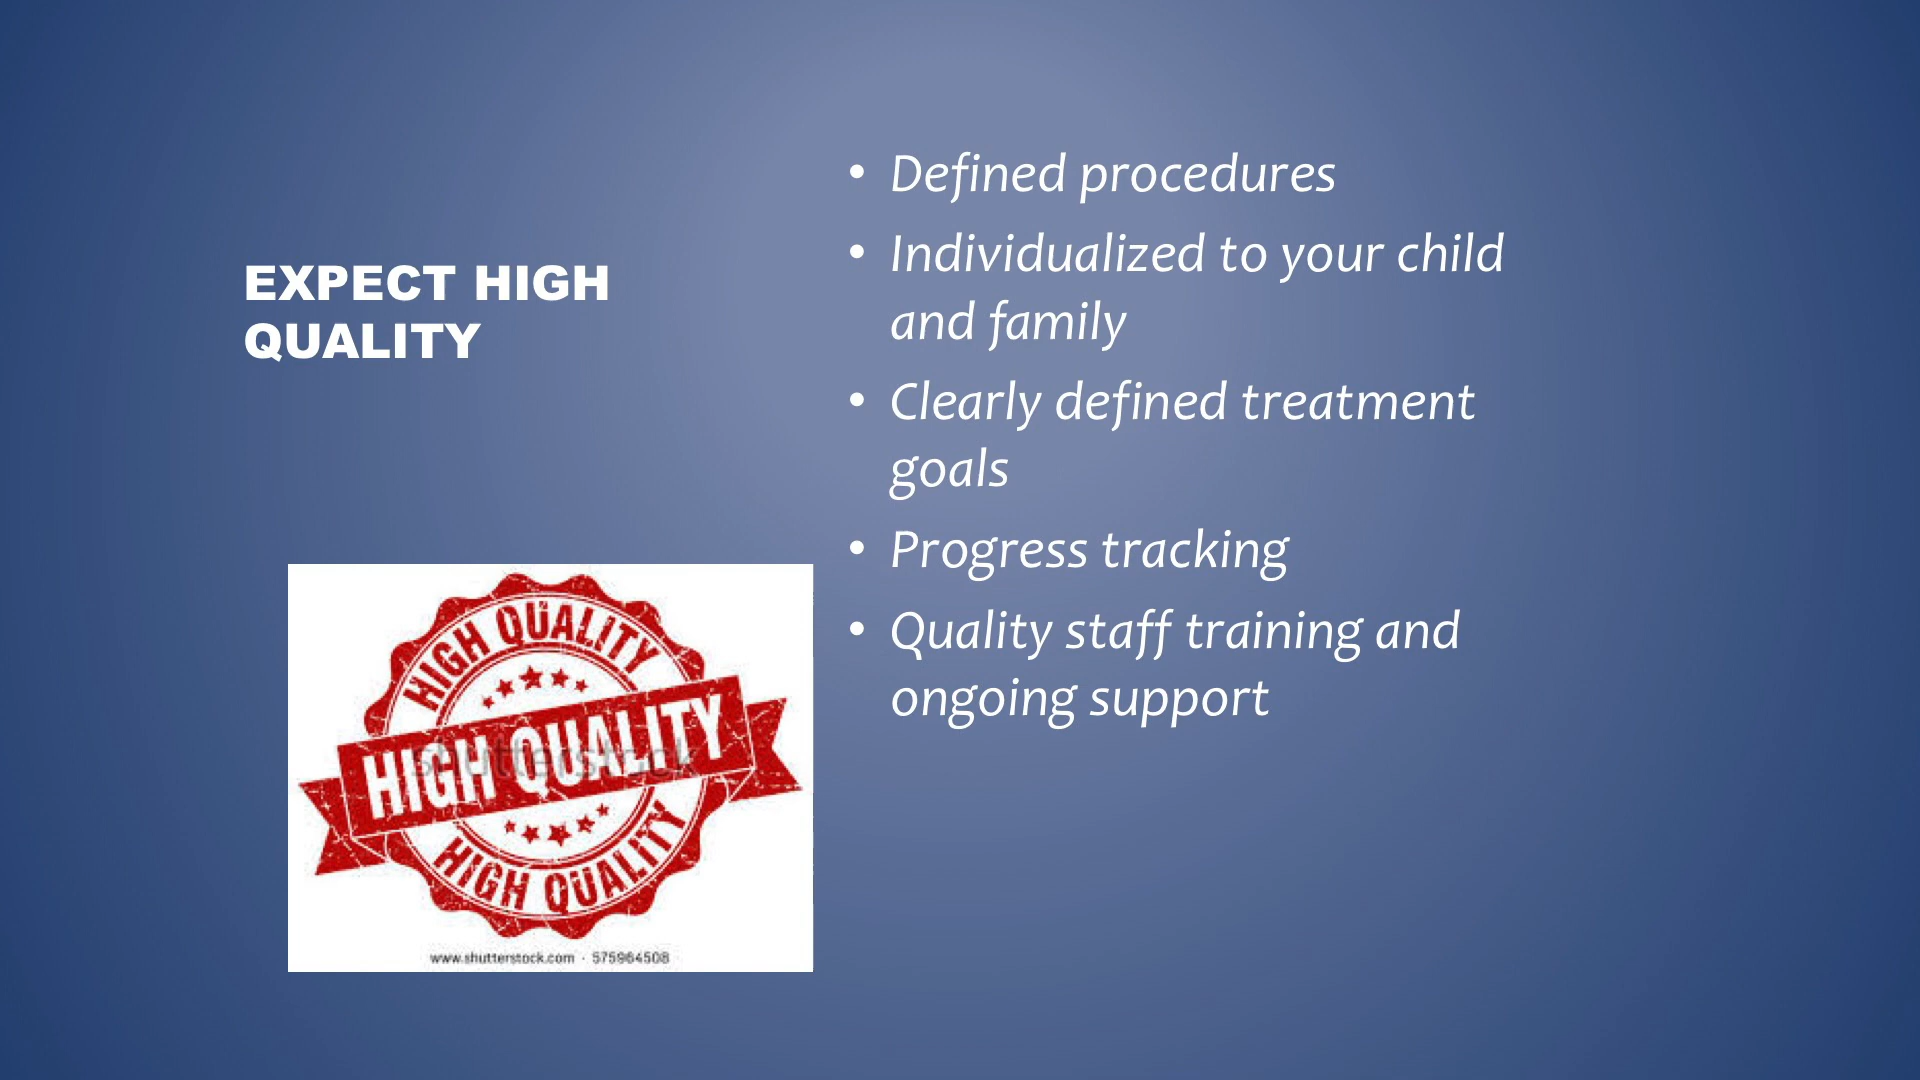 EXPECT HIGH
QUALITY
• Defined procedures
• Individualized to your child
and family
• Clearly defined treatment
goals
• Progress tracking
• Quality staff training and
ongoing support
HIGH QUALITY
HIGH QUALITY
shutterstock
HIGH QUALITY
www.shutterstock.com · 575964508